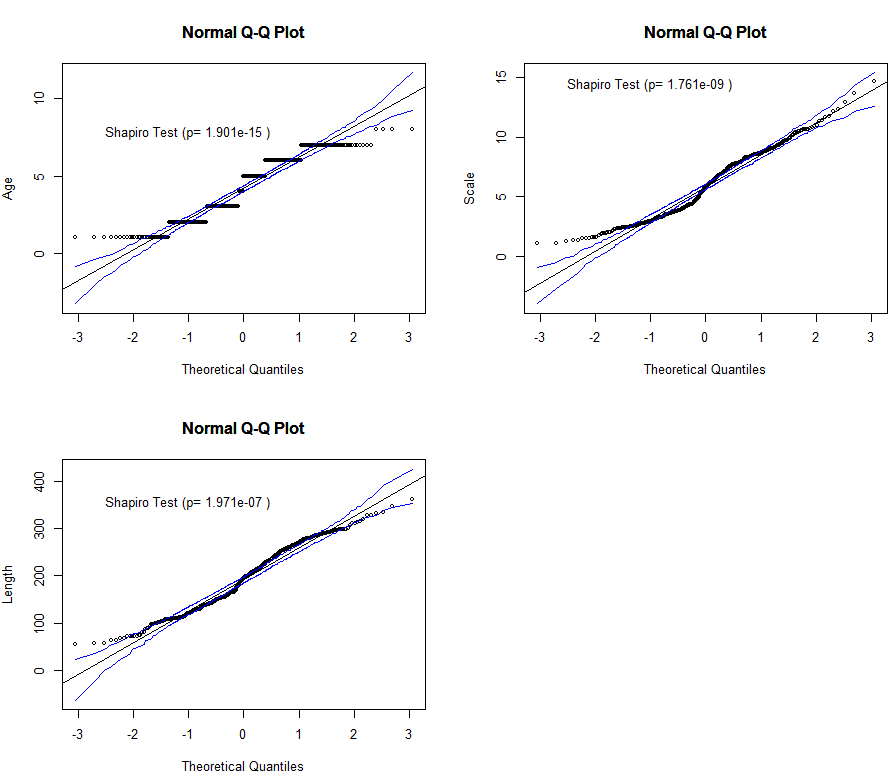 Normal Q-Q Plot
Shapiro Test (p= 1.901e-15 )
Age
0
5
10
-3
-2
-1
0
1
2
3
Theoretical Quantiles
Normal Q-Q Plot
Shapiro Test (p= 1.761e-09 )
Scale
0
5
10
15
-3
-2
-1
0
1
2
3
Theoretical Quantiles
Normal Q-Q Plot
Shapiro Test (p= 1.971e-07 )
Length
0
100
200
300
400
-3
-2
-1
0
1
2
3
Theoretical Quantiles